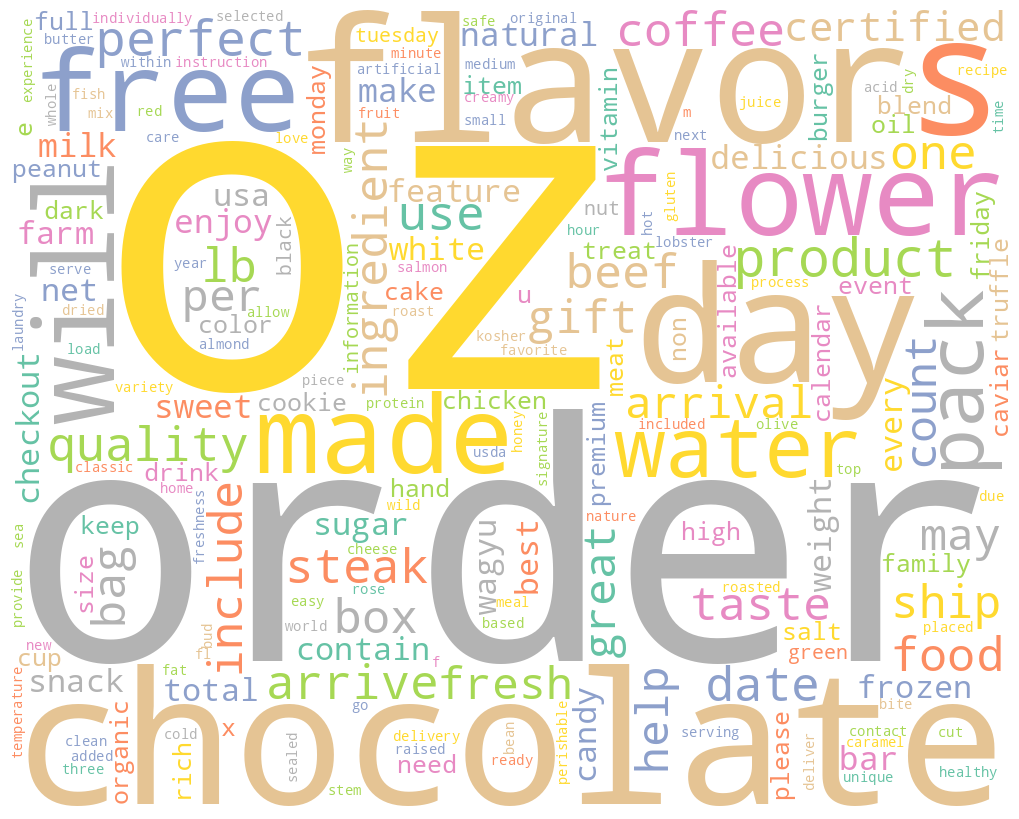 experience
full
individually
selected
butter
perfect
within
instruction
free
flavor
s
tuesday
minute
artificial
make
safe
original
natural
medium
item
creamy
small
coffee
certified
recipe
acid
dry
burger
juice
blend
oil
time
whole
fish
mix
red
e
care
love
monday
fruit
vitamin
m
next
milk
peanut
dark
farm
serve
net
dried
laundry
load
will
usa
enjoy
black
year
lb
per
color
allow
almond
oz
way
ingredient
feature
use
white
salmon
information
cake
roast
kosher
favorite
u
nut
hour
treat
hot
gluten
lobster
flower
delicious
one
product
process
friday
beef
gift
day
non
available
event
calendar
truffle
caviar
pack
variety
piece
sweet
cookie
protein
chicken
meat
arrival
included
olive
water
top
every
count
checkout
quality
classic
drink
home
made
honey
signature
usda
premium
order
hand
wild
nature
due
sea
provide
keep
size
bag
freshness
include
sugar
cheese
steak
rose
easy
world
box
contain
wagyu
meal
best
based
great
high
roasted
taste
weight
salt
green
may
family
ship
placed
food
new
cup
snack
fl
oud
fat
total
arrive
f
fresh
go
candy
help
date
frozen
bite
temperature
chocolate
clean
added
three
organic
cold
rich
x
sealed
stem
delivery
raised
need
bean
ready
perishable
serving
please
deliver
contact
caramel
bar
cut
unique
healthy